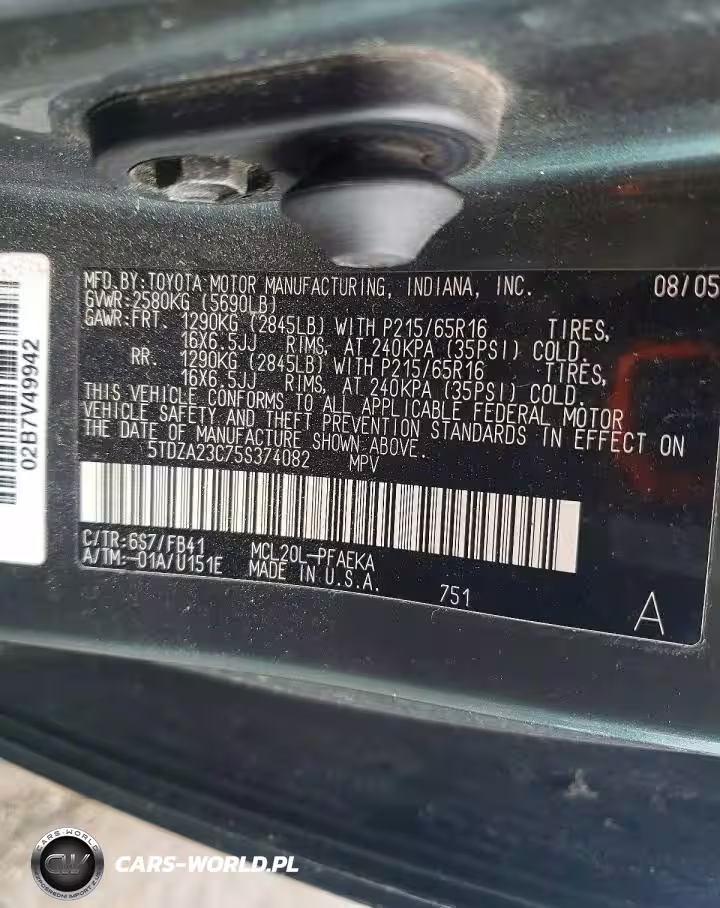 MFD.BY:TOYOTA MOTOR MANUFACTURING, INDIANA, INC. 08/05
GVWR:2580KG (5690LB)
GAWR:FRT. 1290KG (2845LB) WITH P215/65R16 TIRES,
16X6.5JJ RIMS, AT 240KPA (35PSI) COLD.
RR. 1290KG (2845LB) WITH P215/65R16 TIRES,
16X6.5JJ RIMS, AT 240KPA (35PSI) COLD.
THIS VEHICLE CONFORMS TO ALL APPLICABLE FEDERAL MOTOR
VEHICLE SAFETY AND THEFT PREVENTION STANDARDS IN EFFECT ON
THE DATE OF MANUFACTURE SHOWN ABOVE.
5TDZA23C75S374082 MPV
C/TR:6S7/FB41 MCL20L-PFAEKA
A/TM:-01A/U151E MADE IN U.S.A.
751
A
02B7V49942
CARS-WORLD
CW
CARS-WORLD.PL